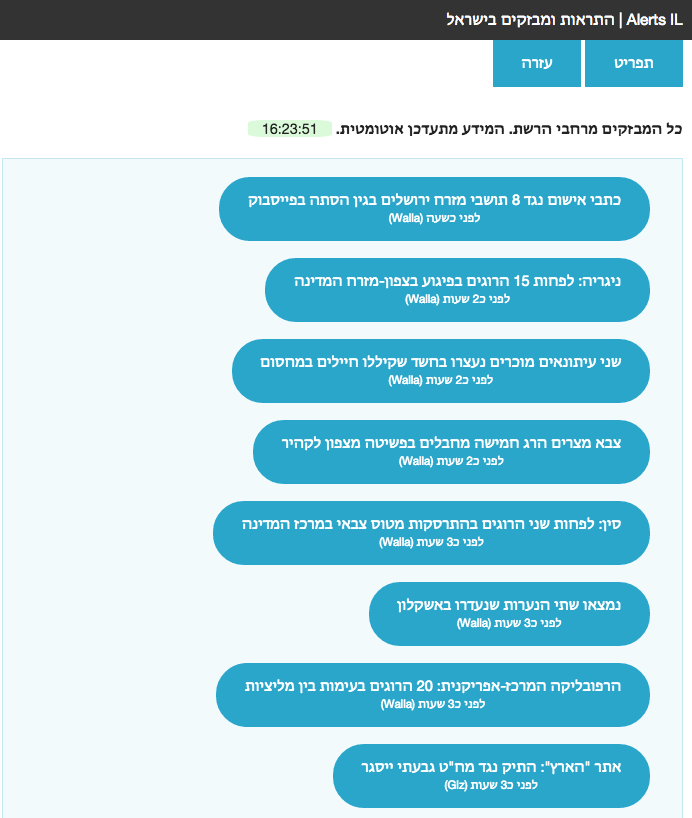 Alerts IL | התראות ומבזקים בישראל
תפריט
עזרה
כל המבזקים מרחבי הרשת. המידע מתעדכן אוטומטית. 16:23:51
כתבי אישום נגד 8 תושבי מזרח ירושלים בגין הסתה בפייסבוק
לפני כשעה (Walla)
ניגריה: לפחות 15 הרוגים בפיגוע בצפון-מזרח המדינה
לפני כ2 שעות (Walla)
שני עיתונאים מוכרים נעצרו בחשד שקיללו חיילים במחסום
לפני כ2 שעות (Walla)
צבא מצרים הרג חמישה מחבלים בפשיטה מצפון לקהיר
לפני כ2 שעות (Walla)
סין: לפחות שני הרוגים בהתרסקות מטוס צבאי במרכז המדינה
לפני כ3 שעות (Walla)
נמצאו שתי הנערות שנעדרו באשקלון
לפני כ3 שעות (Walla)
הרפובליקה המרכז-אפריקנית: 20 הרוגים בעימות בין מליציות
לפני כ3 שעות (Walla)
אתר "הארץ": התיק נגד מח"ט גבעתי ייסגר
לפני כ3 שעות (Glz)